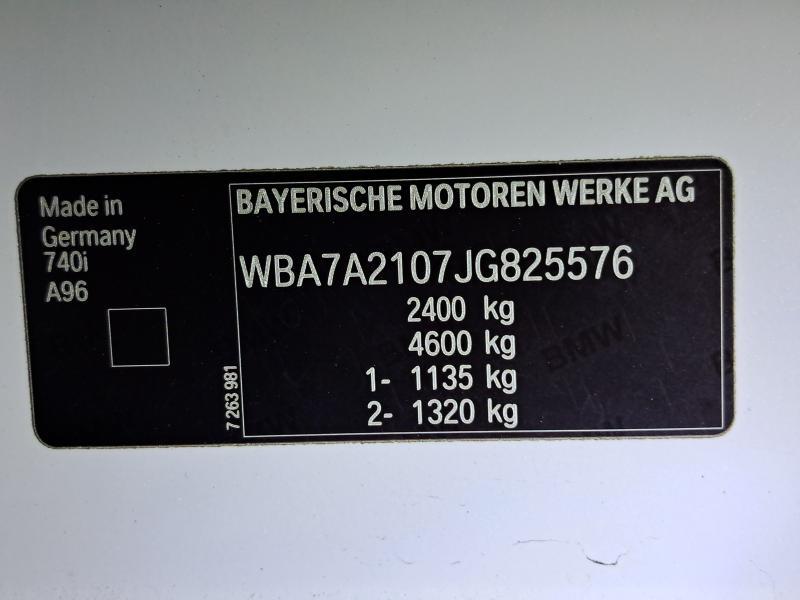 Made in
Germany
740i
A96
7 263 981
BAYERISCHE MOTOREN WERKE AG
WBA7A2107JG825576
2400 kg
4600 kg
1- 1135 kg
2- 1320 kg
BMW